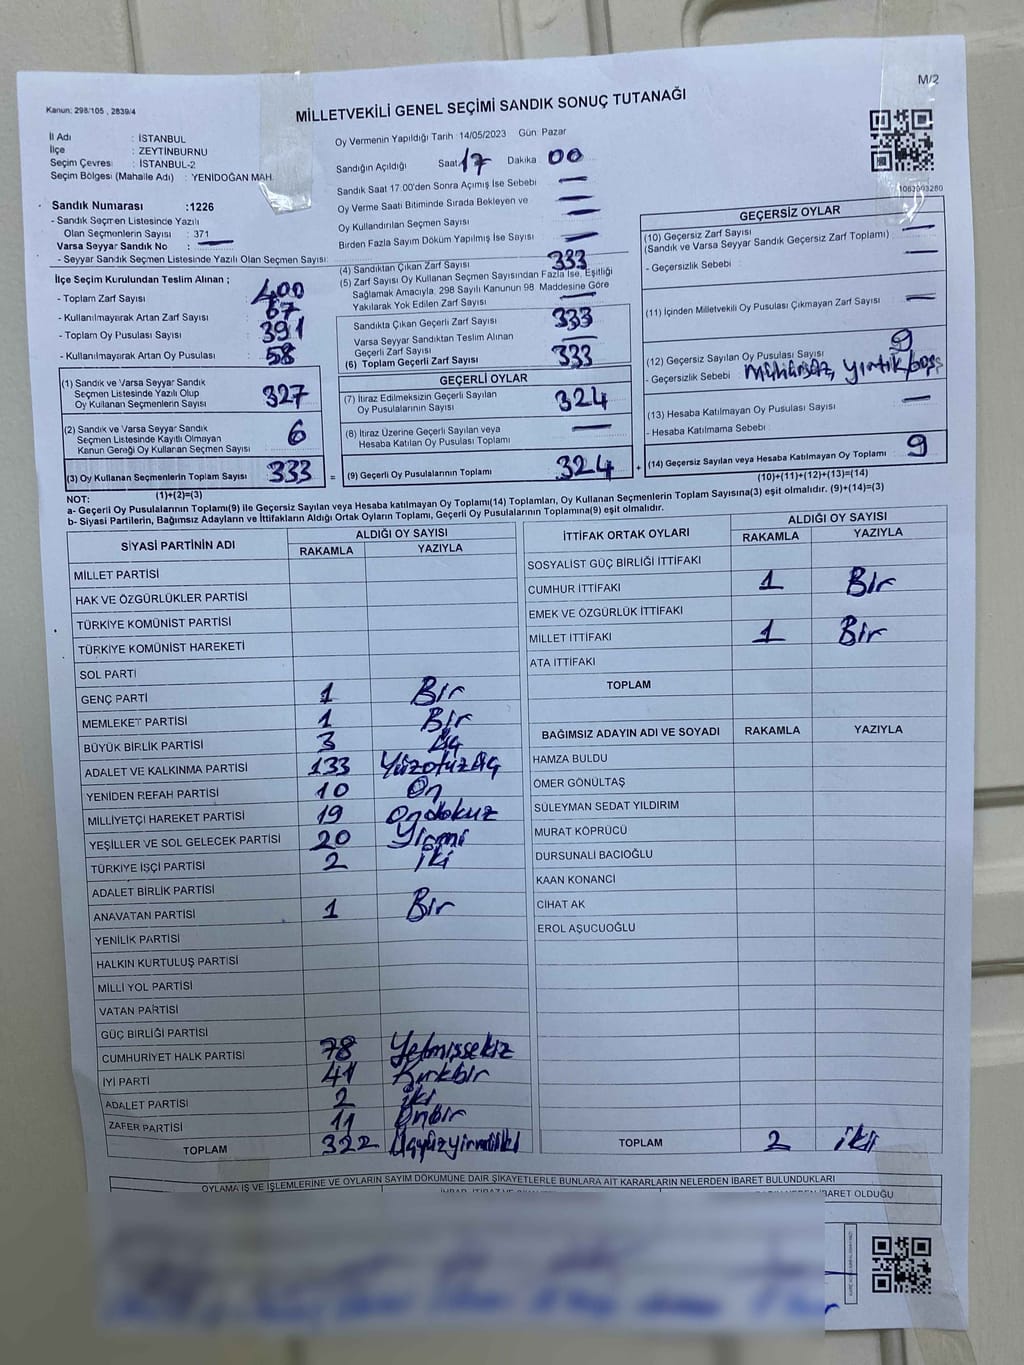 Kanun: 298/105 , 2839/4
M/2
MİLLETVEKİLİ GENEL SEÇİMİ SANDIK SONUÇ TUTANAĞI
İl Adı : İSTANBUL
İlçe : ZEYTİNBURNU
Seçim Çevresi : İSTANBUL-2
Seçim Bölgesi (Mahalle Adı) : YENİDOĞAN MAH.
Sandık Numarası :1226
- Sandık Seçmen Listesinde Yazılı
Olan Seçmenlerin Sayısı : 371
Varsa Seyyar Sandık No : —
- Seyyar Sandık Seçmen Listesinde Yazılı Olan Seçmen Sayısı:
Oy Vermenin Yapıldığı Tarih :14/05/2023 Gün: Pazar
Sandığın Açıldığı Saat 17 Dakika 00
Sandık Saat 17.00'den Sonra Açımış İse Sebebi —
Oy Verme Saati Bitiminde Sırada Bekleyen ve —
Oy Kullandırılan Seçmen Sayısı —
Birden Fazla Sayım Döküm Yapılmış İse Sayısı —
1083993280
İlçe Seçim Kurulundan Teslim Alınan ;
- Toplam Zarf Sayısı : 400
- Kullanılmayarak Artan Zarf Sayısı : 67
- Toplam Oy Pusulası Sayısı : 391
- Kullanılmayarak Artan Oy Pusulası : 58
(1) Sandık ve Varsa Seyyar Sandık
Seçmen Listesinde Yazılı Olup
Oy Kullanan Seçmenlerin Sayısı 327
(2) Sandık ve Varsa Seyyar Sandık
Seçmen Listesinde Kayıtlı Olmayan
Kanun Gereği Oy Kullanan Seçmen Sayısı 6
(3) Oy Kullanan Seçmenlerin Toplam Sayısı 333 =
(1)+(2)=(3)
(4) Sandıktan Çıkan Zarf Sayısı 333
(5) Zarf Sayısı Oy Kullanan Seçmen Sayısından Fazla İse, Eşitliği
Sağlamak Amacıyla, 298 Sayılı Kanunun 98. Maddesine Göre
Yakılarak Yok Edilen Zarf Sayısı —
Sandıkta Çıkan Geçerli Zarf Sayısı 333
Varsa Seyyar Sandıktan Teslim Alınan
Geçerli Zarf Sayısı —
(6) Toplam Geçerli Zarf Sayısı 333
GEÇERLİ OYLAR
(7) İtiraz Edilmeksizin Geçerli Sayılan
Oy Pusulalarının Sayısı 324
(8) İtiraz Üzerine Geçerli Sayılan veya
Hesaba Katılan Oy Pusulası Toplamı —
(9) Geçerli Oy Pusulalarının Toplamı 324 +
GEÇERSİZ OYLAR
(10) Geçersiz Zarf Sayısı —
(Sandık ve Varsa Seyyar Sandık Geçersiz Zarf Toplamı) :
- Geçersizlik Sebebi : —
(11) İçinden Milletvekili Oy Pusulası Çıkmayan Zarf Sayısı —
(12) Geçersiz Sayılan Oy Pusulası Sayısı 9
- Geçersizlik Sebebi : mühürsüz, yırtık/boş
(13) Hesaba Katılmayan Oy Pusulası Sayısı —
- Hesaba Katılmama Sebebi :
(14) Geçersiz Sayılan veya Hesaba Katılmayan Oy Toplamı 9
(10)+(11)+(12)+(13)=(14)
NOT:
a- Geçerli Oy Pusulalarının Toplamı(9) ile Geçersiz Sayılan veya Hesaba katılmayan Oy Toplamı(14) Toplamları, Oy Kullanan Seçmenlerin Toplam Sayısına(3) eşit olmalıdır. (9)+(14)=(3)
b- Siyasi Partilerin, Bağımsız Adayların ve İttifakların Aldığı Ortak Oyların Toplamı, Geçerli Oy Pusulalarının Toplamına(9) eşit olmalıdır.
SİYASİ PARTİNİN ADI ALDIĞI OY SAYISI
RAKAMLA YAZIYLA
MİLLET PARTİSİ
HAK VE ÖZGÜRLÜKLER PARTİSİ
TÜRKİYE KOMÜNİST PARTİSİ
TÜRKİYE KOMÜNİST HAREKETİ
SOL PARTİ
GENÇ PARTİ 1 Bir
MEMLEKET PARTİSİ 1 Bir
BÜYÜK BİRLİK PARTİSİ 3 Üç
ADALET VE KALKINMA PARTİSİ 133 Yüzotuzüç
YENİDEN REFAH PARTİSİ 10 On
MİLLİYETÇİ HAREKET PARTİSİ 19 Ondokuz
YEŞİLLER VE SOL GELECEK PARTİSİ 20 Yirmi
TÜRKİYE İŞÇİ PARTİSİ 2 iki
ADALET BİRLİK PARTİSİ
ANAVATAN PARTİSİ 1 Bir
YENİLİK PARTİSİ
HALKIN KURTULUŞ PARTİSİ
MİLLİ YOL PARTİSİ
VATAN PARTİSİ
GÜÇ BİRLİĞİ PARTİSİ
CUMHURİYET HALK PARTİSİ 78 Yetmişsekiz
İYİ PARTİ 41 Kırkbir
ADALET PARTİSİ 2 iki
ZAFER PARTİSİ 11 Onbir
TOPLAM 322 Üçyüzyirmiiki
İTTİFAK ORTAK OYLARI ALDIĞI OY SAYISI
RAKAMLA YAZIYLA
SOSYALİST GÜÇ BİRLİĞİ İTTİFAKI
CUMHUR İTTİFAKI 1 Bir
EMEK VE ÖZGÜRLÜK İTTİFAKI
MİLLET İTTİFAKI 1 Bir
ATA İTTİFAKI
TOPLAM
BAĞIMSIZ ADAYIN ADI VE SOYADI RAKAMLA YAZIYLA
HAMZA BULDU
ÖMER GÖNÜLTAŞ
SÜLEYMAN SEDAT YILDIRIM
MURAT KÖPRÜCÜ
DURSUNALİ BACIOĞLU
KAAN KONANCİ
CİHAT AK
EROL AŞUCUOĞLU
TOPLAM 2 iki
OYLAMA İŞ VE İŞLEMLERİNE VE OYLARIN SAYIM DÖKÜMÜNE DAİR ŞİKAYETLERLE BUNLARA AİT KARARLARIN NELERDEN İBARET BULUNDUKLARI
İBARET OLDUĞU